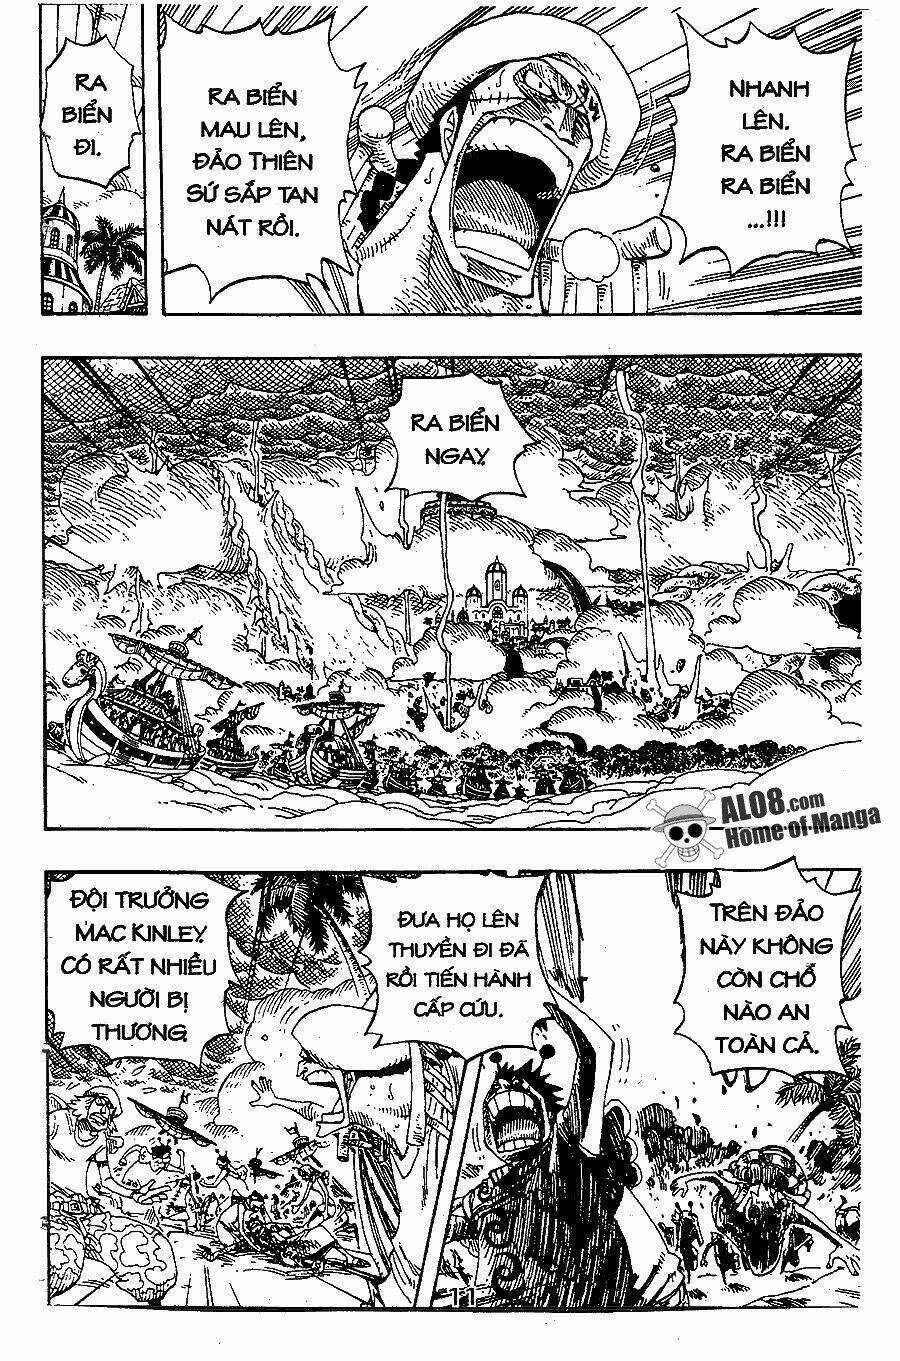 NHANH
LÊN.
RA BIỂN
RA BIỂN
...!!!
RA BIỂN
MAU LÊN,
ĐẢO THIÊN
SỨ SẮP TAN
NÁT RỒI.
RA
BIỂN
ĐI.
RA BIỂN
NGAY.
ALO8.com
Home of Manga
TRÊN ĐẢO
NÀY KHÔNG
CÒN CHỔ
NÀO AN
TOÀN CẢ.
ĐƯA HỌ LÊN
THUYỀN ĐI ĐÃ
RỒI TIẾN HÀNH
CẤP CỨU.
ĐỘI TRƯỞNG
MAC KINLEY.
CÓ RẤT NHIỀU
NGƯỜI BỊ
THƯƠNG.
11